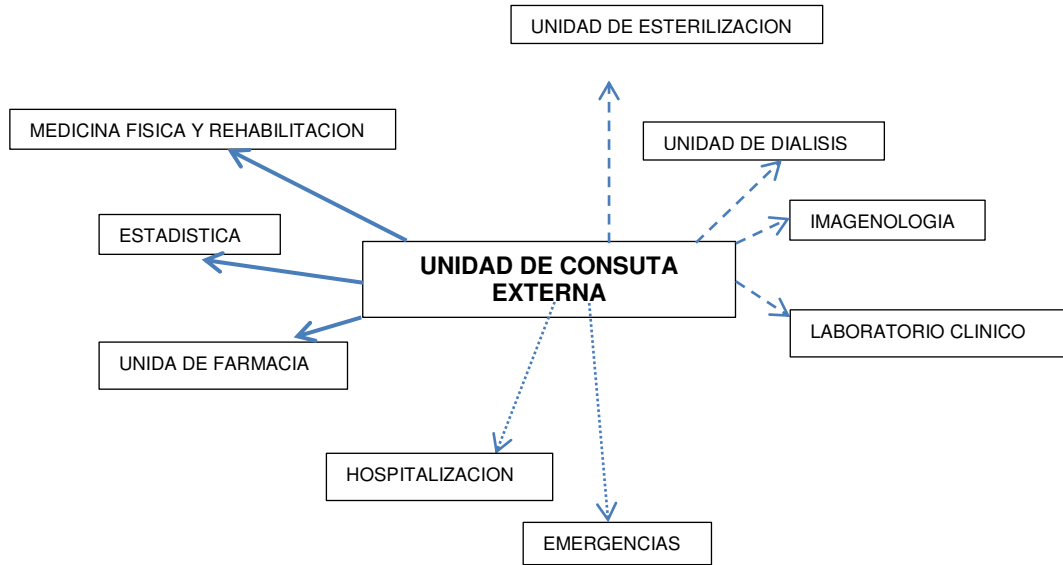 UNIDAD DE ESTERILIZACION
MEDICINA FISICA Y REHABILITACION
UNIDAD DE DIALISIS
IMAGENOLOGIA
ESTADISTICA
UNIDAD DE CONSUTA
EXTERNA
LABORATORIO CLINICO
UNIDA DE FARMACIA
HOSPITALIZACION
EMERGENCIAS